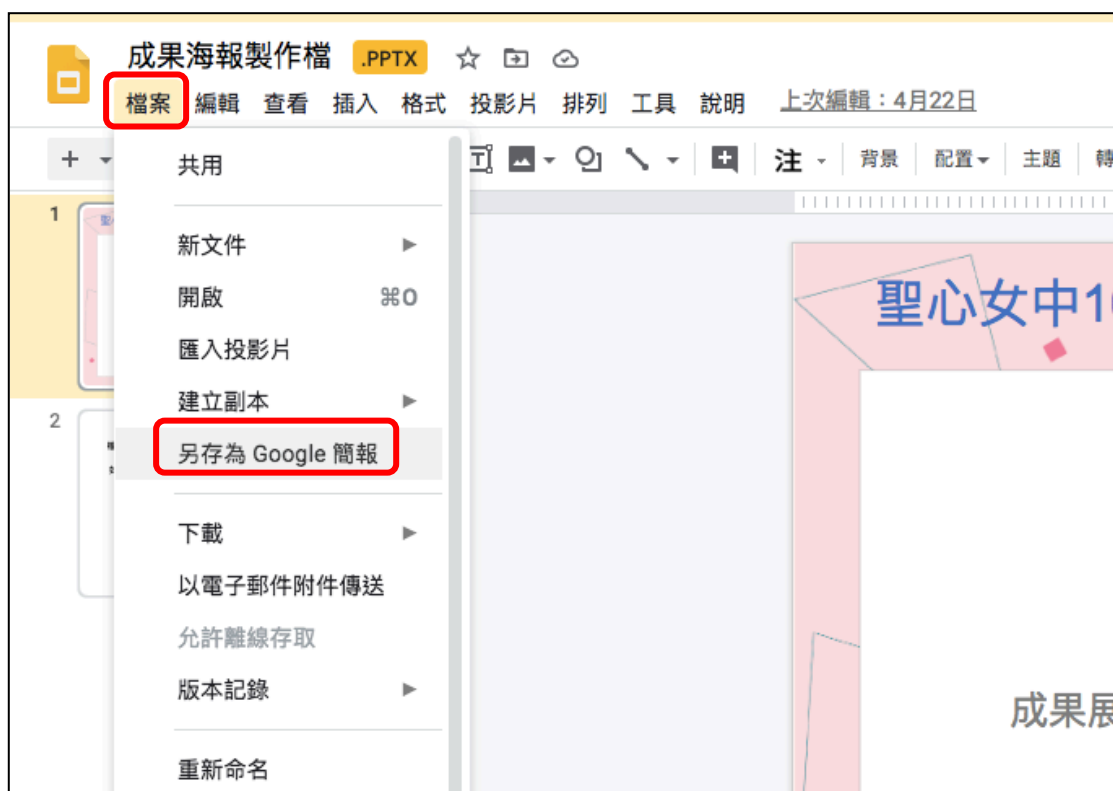 成果海報製作檔 .PPTX
檔案 編輯 查看 插入 格式 投影片 排列 工具 說明 上次編輯：4月22日
注 背景 配置 主題 轉
共用
新文件
開啟 ⌘O
匯入投影片
建立副本
另存為 Google 簡報
下載
以電子郵件附件傳送
允許離線存取
版本記錄
重新命名
1
2
聖心女中1
成果展